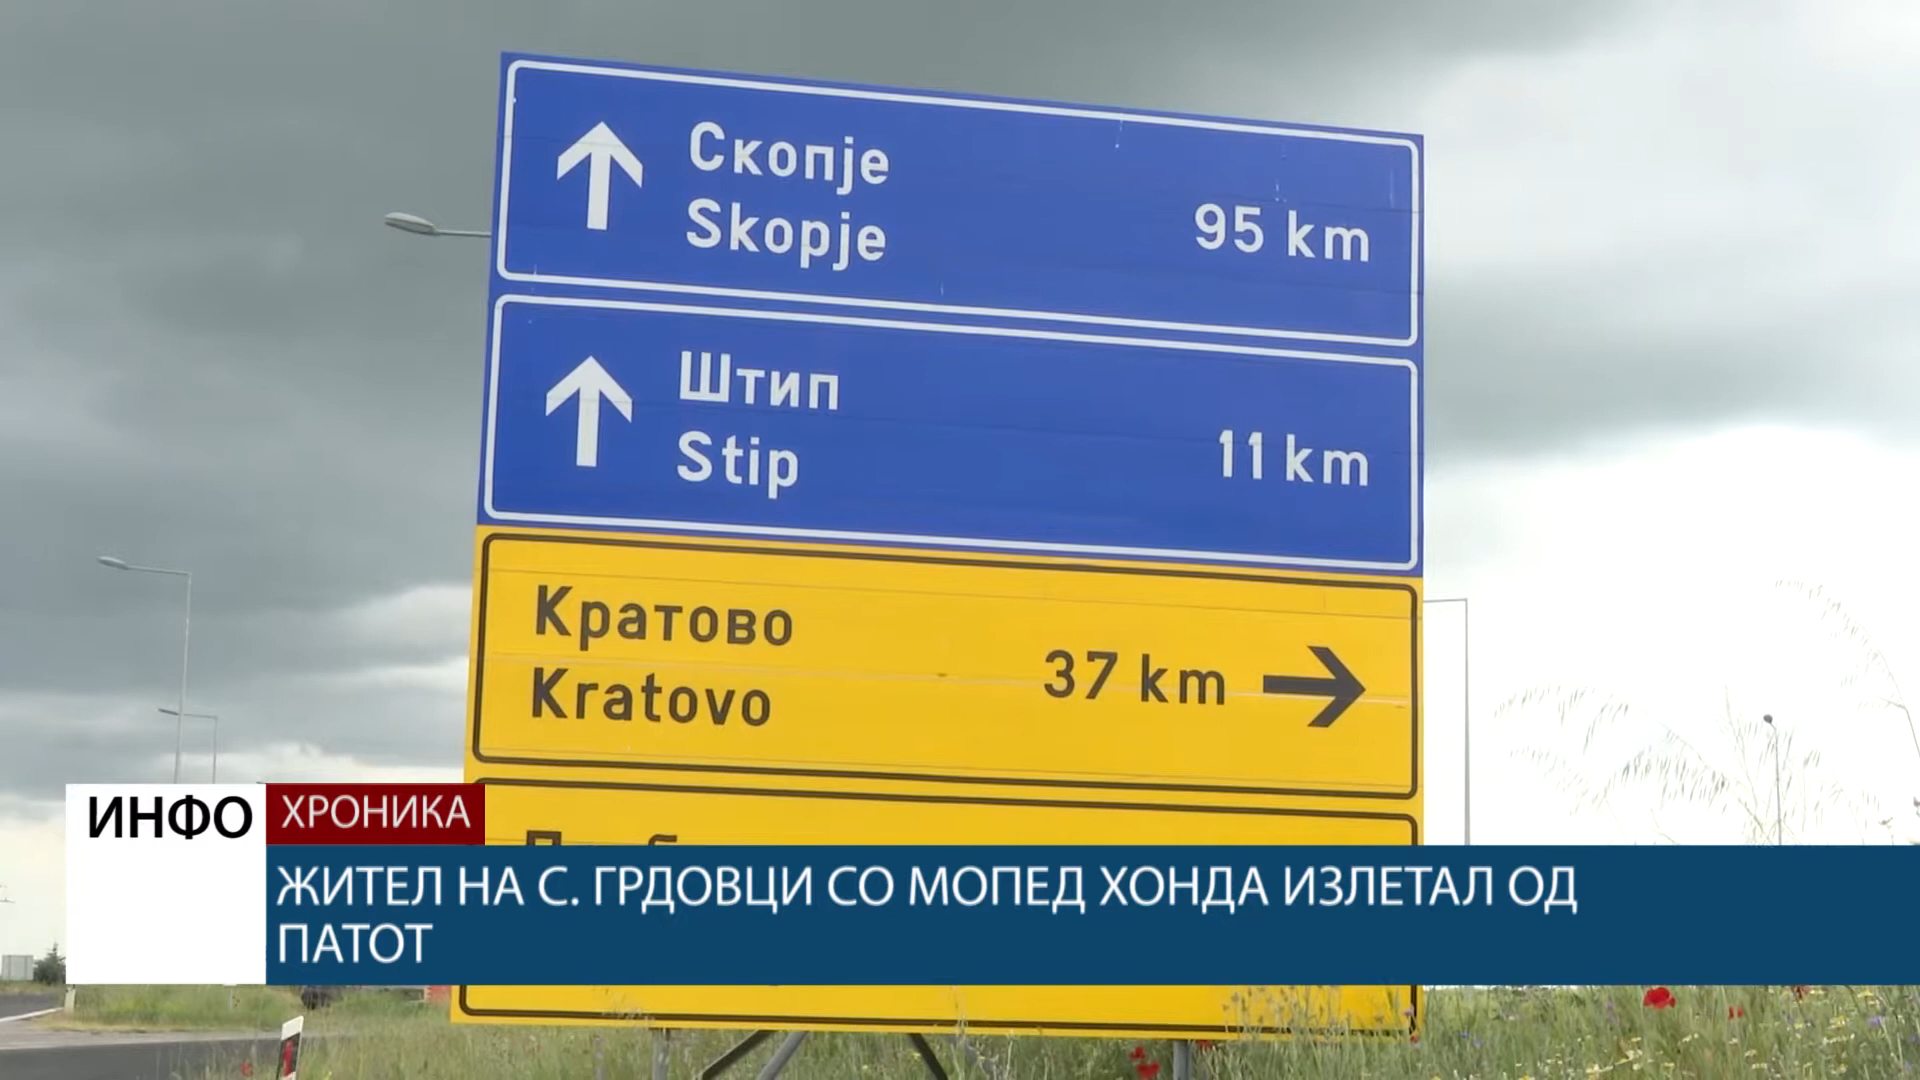 Скопје
Skopje
95 km
Штип
Stip
11 km
Кратово
Kratovo
37 km
ИНФО
ХРОНИКА
ЖИТЕЛ НА С. ГРДОВЦИ СО МОПЕД ХОНДА ИЗЛЕТАЛ ОД
ПАТОТ